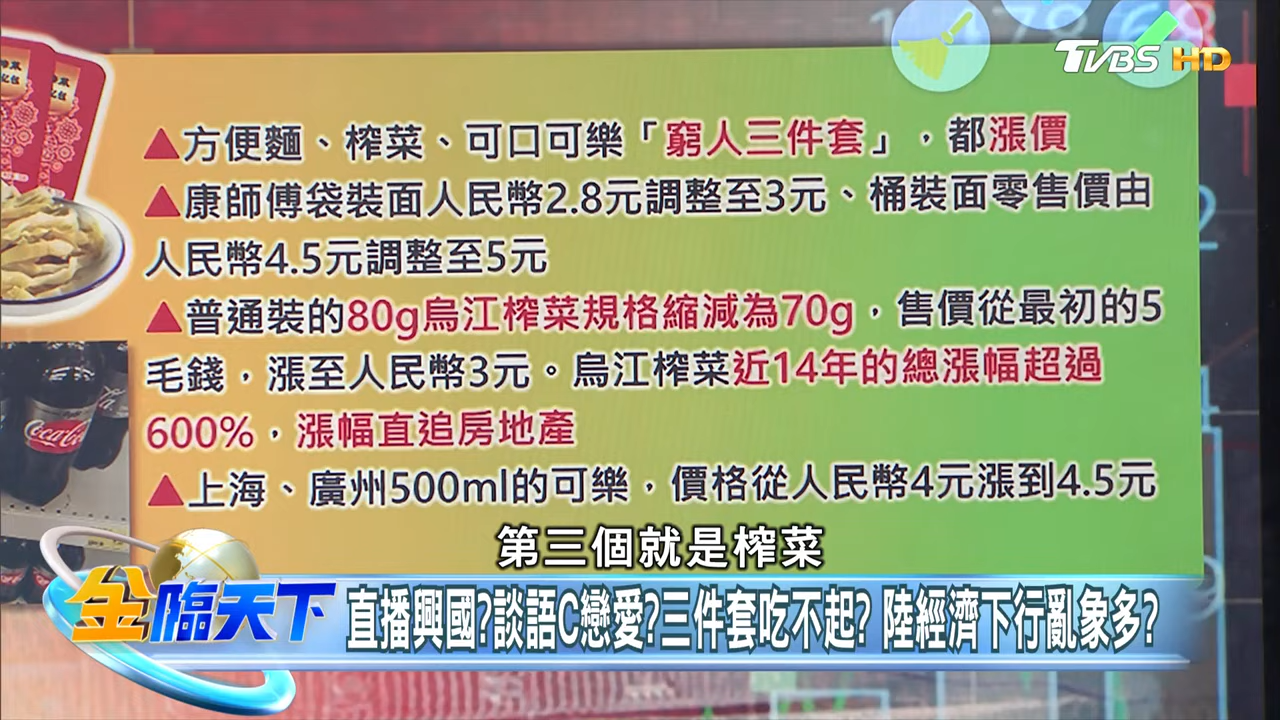 TVBS HD
▲方便麵、榨菜、可口可樂「窮人三件套」，都漲價
▲康師傅袋裝面人民幣2.8元調整至3元、桶裝面零售價由
人民幣4.5元調整至5元
▲普通裝的80g烏江榨菜規格縮減為70g，售價從最初的5
毛錢，漲至人民幣3元。烏江榨菜近14年的總漲幅超過
600%，漲幅直追房地產
▲上海、廣州500ml的可樂，價格從人民幣4元漲到4.5元
Coca-Cola
第三個就是榨菜
金臨天下
直播興國?談語C戀愛?三件套吃不起? 陸經濟下行亂象多?